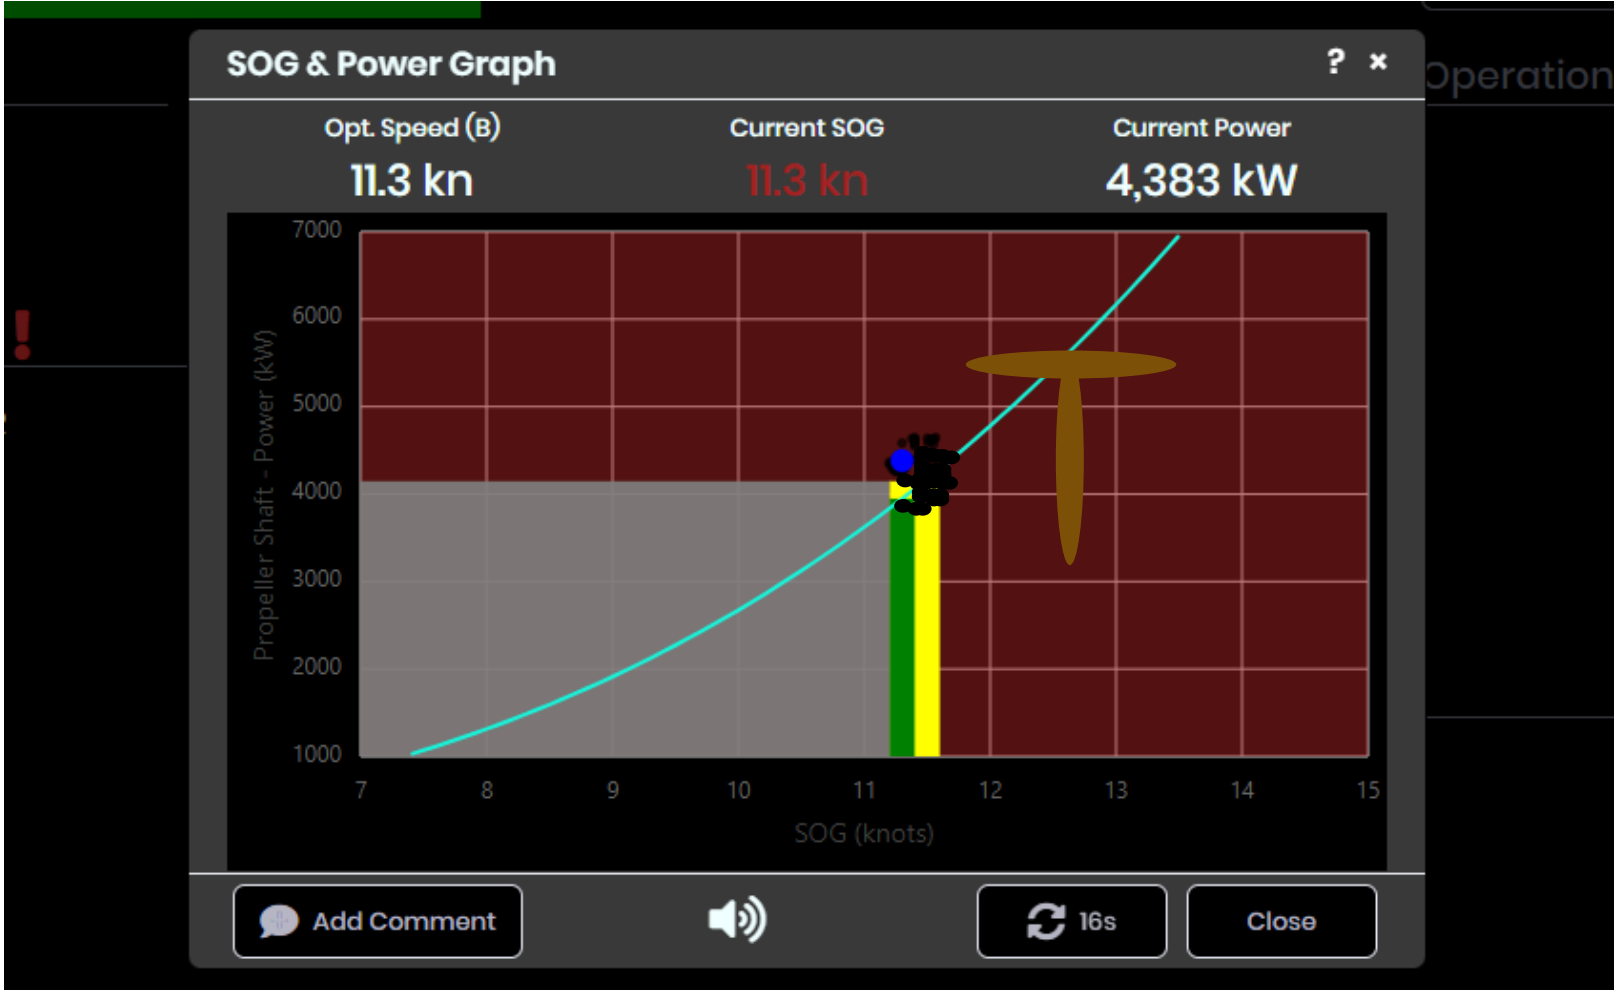 Operation
SOG & Power Graph
? ×
Opt. Speed (B)
Current SOG
Current Power
11.3 kn
11.3 kn
4,383 kW
!
Propeller Shaft - Power (kW)
7000
6000
5000
4000
3000
2000
1000
7 8 9 10 11 12 13 14 15
SOG (knots)
Add Comment
16s
Close